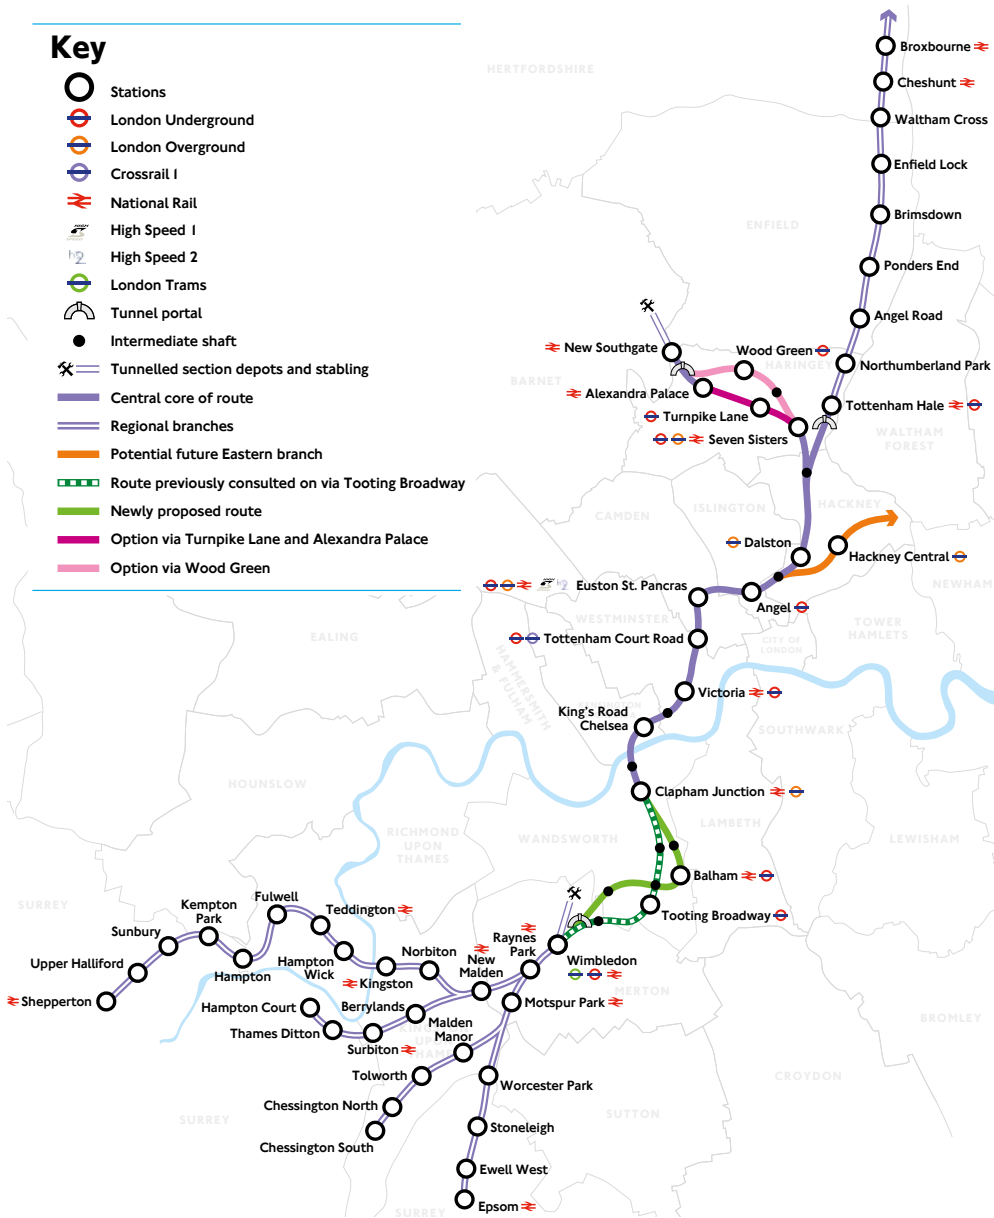 Key
Stations
London Underground
London Overground
Crossrail 1
National Rail
High Speed 1
High Speed 2
London Trams
Tunnel portal
Intermediate shaft
Tunnelled section depots and stabling
Central core of route
Regional branches
Potential future Eastern branch
Route previously consulted on via Tooting Broadway
Newly proposed route
Option via Turnpike Lane and Alexandra Palace
Option via Wood Green
HERTFORDSHIRE
Broxbourne
Cheshunt
Waltham Cross
Enfield Lock
Brimsdown
ENFIELD
Ponders End
Angel Road
New Southgate
Wood Green
HARINGEY
Northumberland Park
BARNET
Alexandra Palace
Tottenham Hale
Turnpike Lane
Seven Sisters
WALTHAM
FOREST
ISLINGTON
HACKNEY
CAMDEN
Dalston
Hackney Central
Euston St. Pancras
NEWHAM
Angel
WESTMINSTER
TOWER
HAMLETS
EALING
Tottenham Court Road
CITY OF
LONDON
HAMMERSMITH
& FULHAM
Victoria
King's Road
Chelsea
SOUTHWARK
HOUNSLOW
Clapham Junction
RICHMOND
UPON
THAMES
WANDSWORTH
LAMBETH
LEWISHAM
Balham
SURREY
Fulwell
Kempton
Park
Teddington
Tooting Broadway
Sunbury
Raynes
Park
Norbiton
Wimbledon
Upper Halliford
Hampton
Hampton
Wick
New
Malden
Kingston
MERTON
Shepperton
Hampton Court
Berrylands
Motspur Park
BROMLEY
Thames Ditton
Malden
Manor
Surbiton
UPON
Tolworth
Worcester Park
CROYDON
Chessington North
SURREY
SUTTON
Stoneleigh
Chessington South
Ewell West
Epsom
SURREY